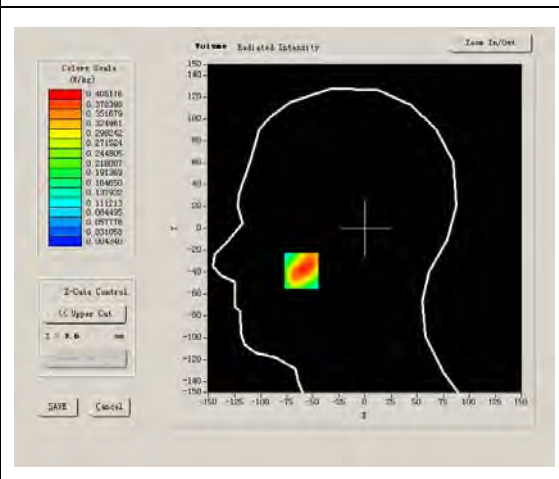 Volume Radiated Intensity
Zoom In/Out
Colors Scale
(W/kg)
0.405116
0.378398
0.351679
0.324961
0.298242
0.271524
0.244805
0.218087
0.191369
0.164650
0.137932
0.111213
0.084495
0.057776
0.031058
0.004340
150
140
120
100
80
60
40
20
Y 0
-20
-40
-60
-80
-100
-120
-140
-150
-150 -125 -100 -75 -50 -25 0 25 50 75 100 125 150
X
Z-Cuts Control
<< Upper Cut
Z = 9.6 mm
SAVE Cancel